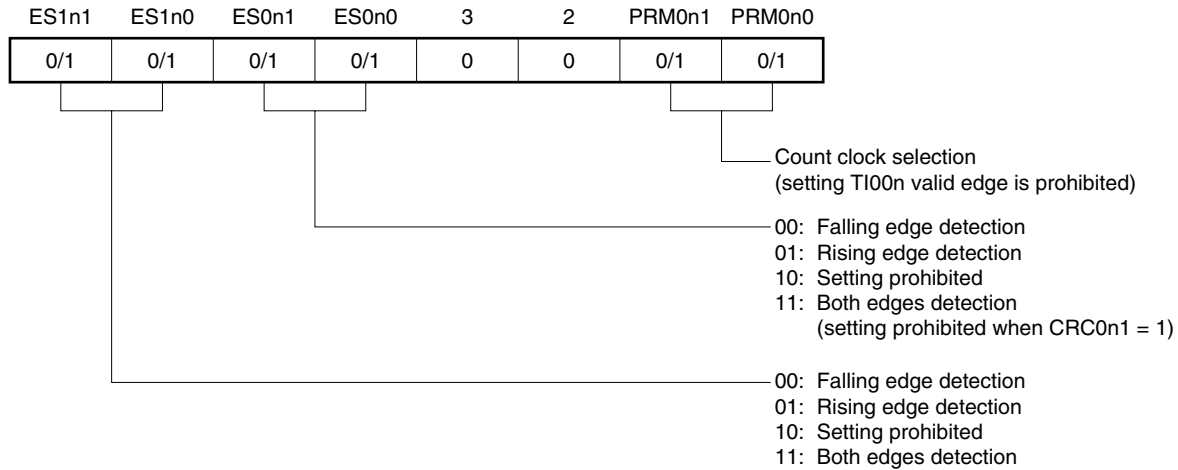 ES1n1 ES1n0 ES0n1 ES0n0 3 2 PRM0n1 PRM0n0
0/1 0/1 0/1 0/1 0 0 0/1 0/1
Count clock selection
(setting TI00n valid edge is prohibited)
00: Falling edge detection
01: Rising edge detection
10: Setting prohibited
11: Both edges detection
(setting prohibited when CRC0n1 = 1)
00: Falling edge detection
01: Rising edge detection
10: Setting prohibited
11: Both edges detection